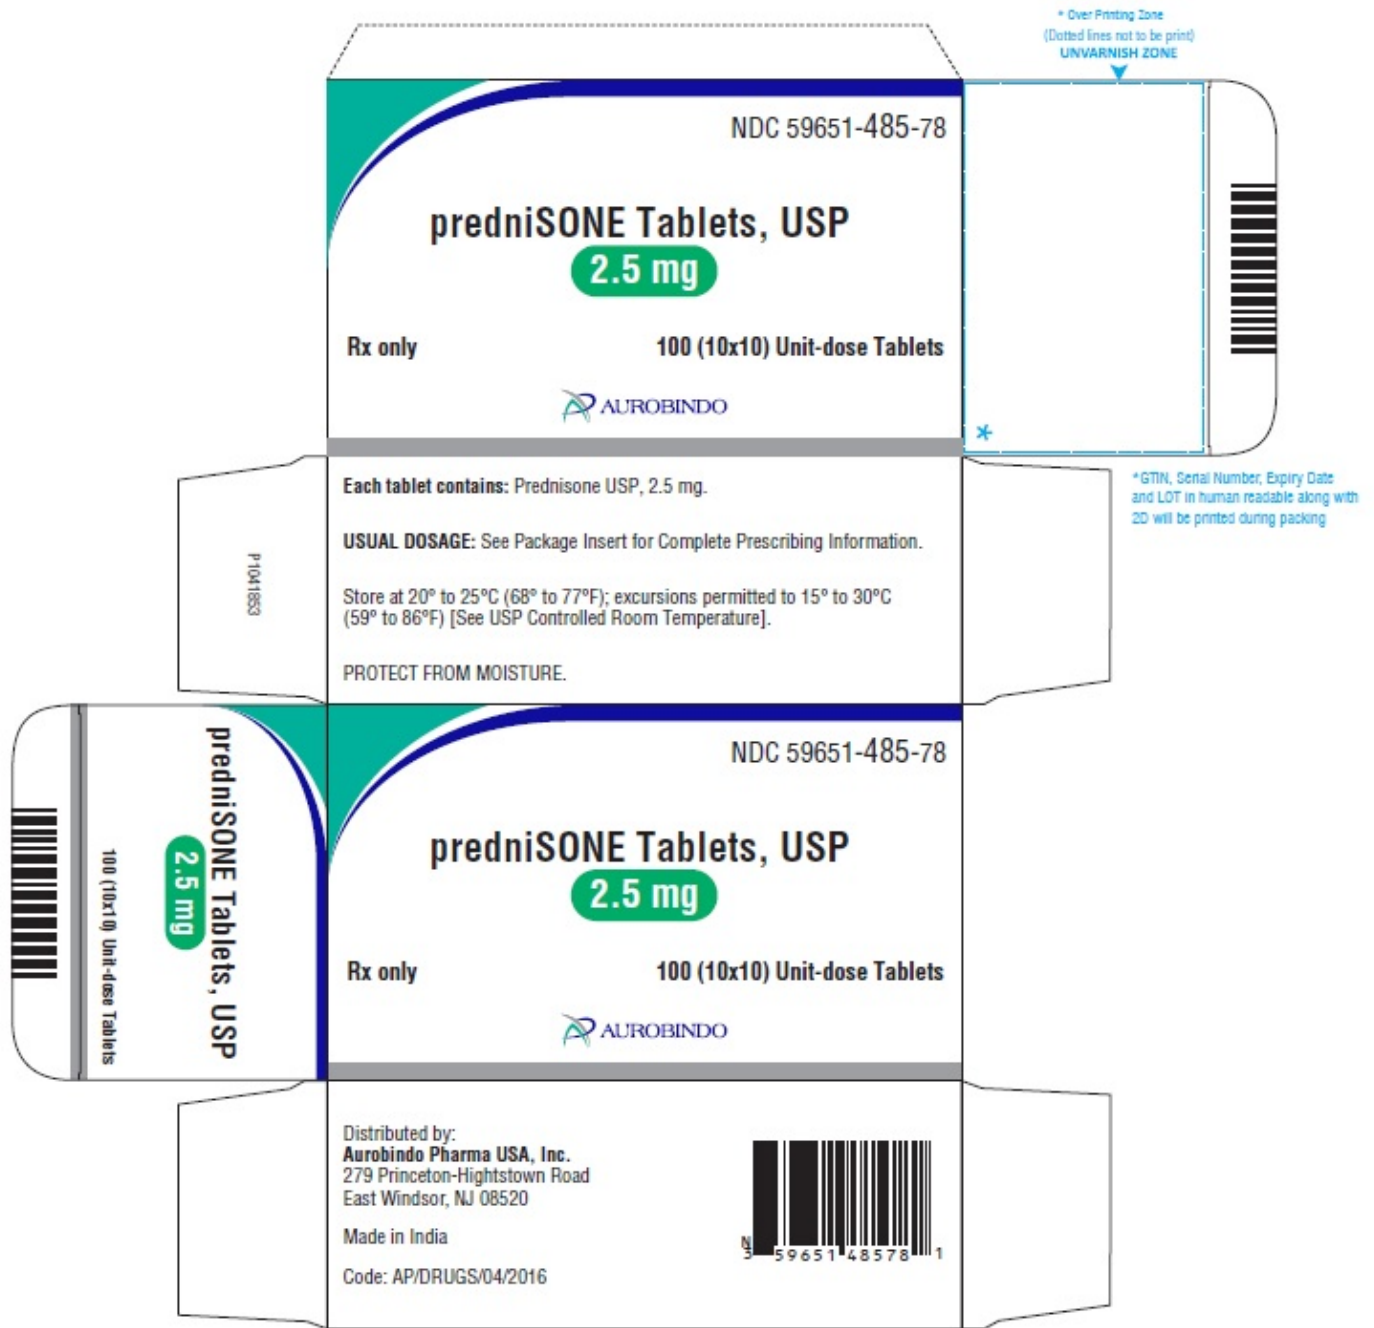 * Over Printing Zone
(Dotted lines not to be print)
UNVARNISH ZONE
NDC 59651-485-78
predniSONE Tablets, USP
2.5 mg
Rx only
100 (10x10) Unit-dose Tablets
AUROBINDO
*
*GTIN, Serial Number, Expiry Date
and LOT in human readable along with
2D will be printed during packing
Each tablet contains: Prednisone USP, 2.5 mg.
USUAL DOSAGE: See Package Insert for Complete Prescribing Information.
Store at 20° to 25°C (68° to 77°F); excursions permitted to 15° to 30°C
(59° to 86°F) [See USP Controlled Room Temperature].
PROTECT FROM MOISTURE.
P1041853
predniSONE Tablets, USP
2.5 mg
100 (10x10) Unit-dose Tablets
NDC 59651-485-78
predniSONE Tablets, USP
2.5 mg
Rx only
100 (10x10) Unit-dose Tablets
AUROBINDO
Distributed by:
Aurobindo Pharma USA, Inc.
279 Princeton-Hightstown Road
East Windsor, NJ 08520
Made in India
Code: AP/DRUGS/04/2016
N
3 59651 48578 1